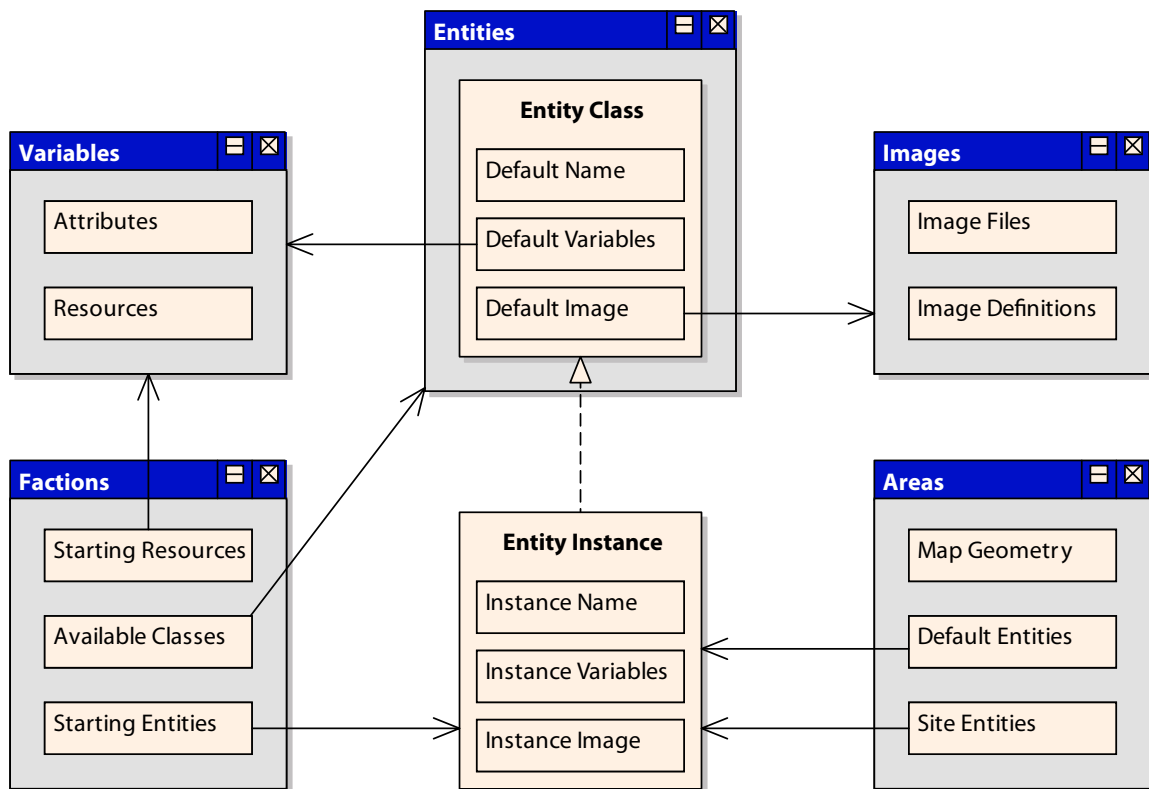 Entities
Entity Class
Default Name
Default Variables
Default Image
Variables
Attributes
Resources
Images
Image Files
Image Definitions
Factions
Starting Resources
Available Classes
Starting Entities
Entity Instance
Instance Name
Instance Variables
Instance Image
Areas
Map Geometry
Default Entities
Site Entities